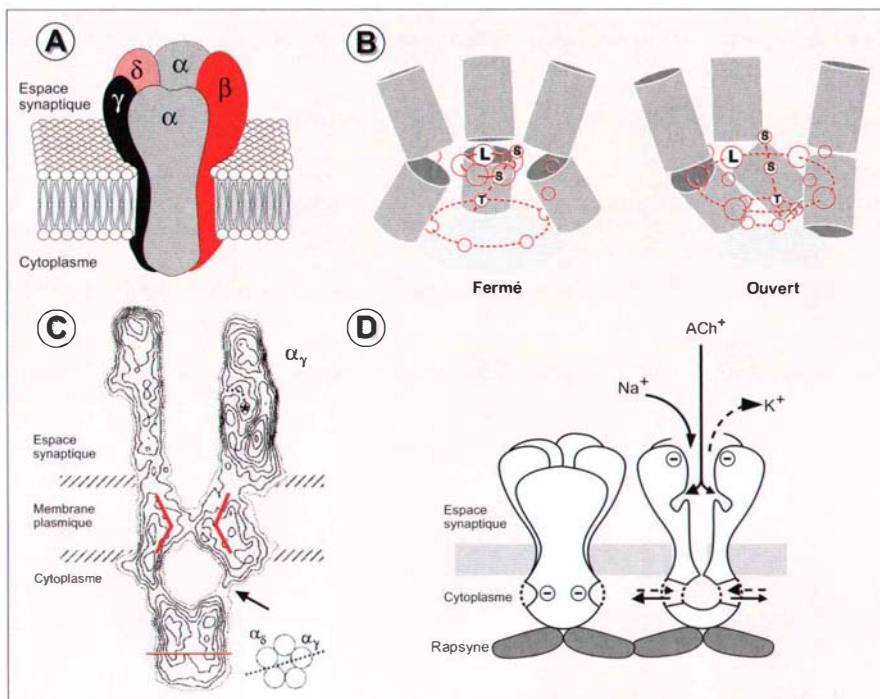 A
δ
α
γ
β
α
Espace
synaptique
Cytoplasme
B
L
S
S
T
Fermé
L
S
S
T
Ouvert
C
αγ
*
Espace
synaptique
Membrane
plasmique
Cytoplasme
αδ
αγ
D
ACh+
Na+
K+
Espace
synaptique
Cytoplasme
Rapsyne